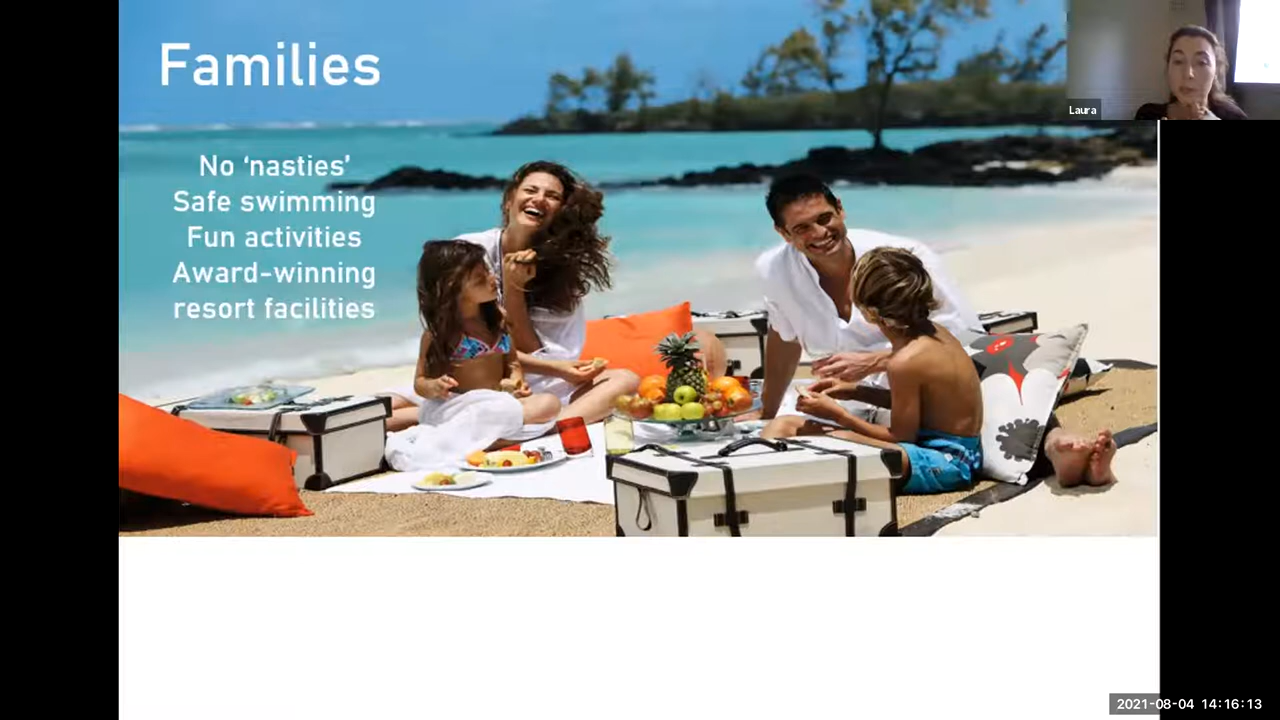 Families
No ‘nasties’
Safe swimming
Fun activities
Award-winning
resort facilities
Laura
2021-08-04 14:16:13